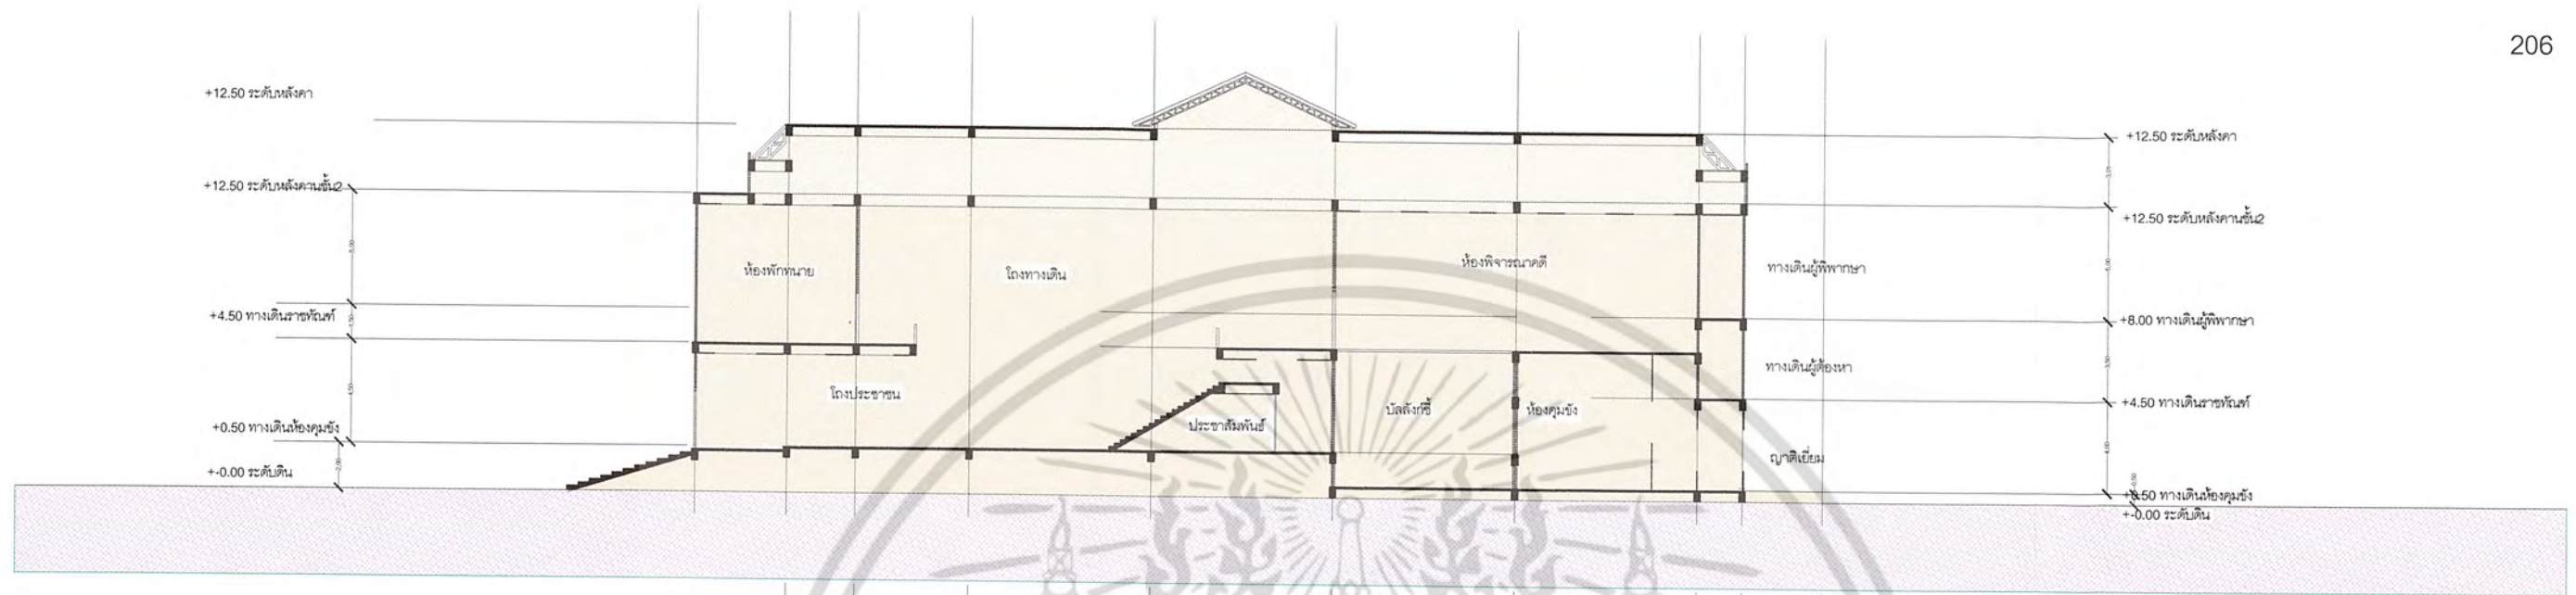 206
+12.50 ระดับหลังคา
+12.50 ระดับหลังคา
+12.50 ระดับหลังคานชั้น2
+12.50 ระดับหลังคานชั้น2
ห้องพักทนาย
โถงทางเดิน
ห้องพิจารณาคดี
ทางเดินผู้พิพากษา
+4.50 ทางเดินราชทัณฑ์
+8.00 ทางเดินผู้พิพากษา
ทางเดินผู้ต้องหา
โถงประชาชน
ประชาสัมพันธ์
บัลลังก์ชี้
ห้องคุมขัง
+4.50 ทางเดินราชทัณฑ์
+0.50 ทางเดินห้องคุมขัง
ญาติเยี่ยม
+-0.00 ระดับดิน
+0.50 ทางเดินห้องคุมขัง
+-0.00 ระดับดิน